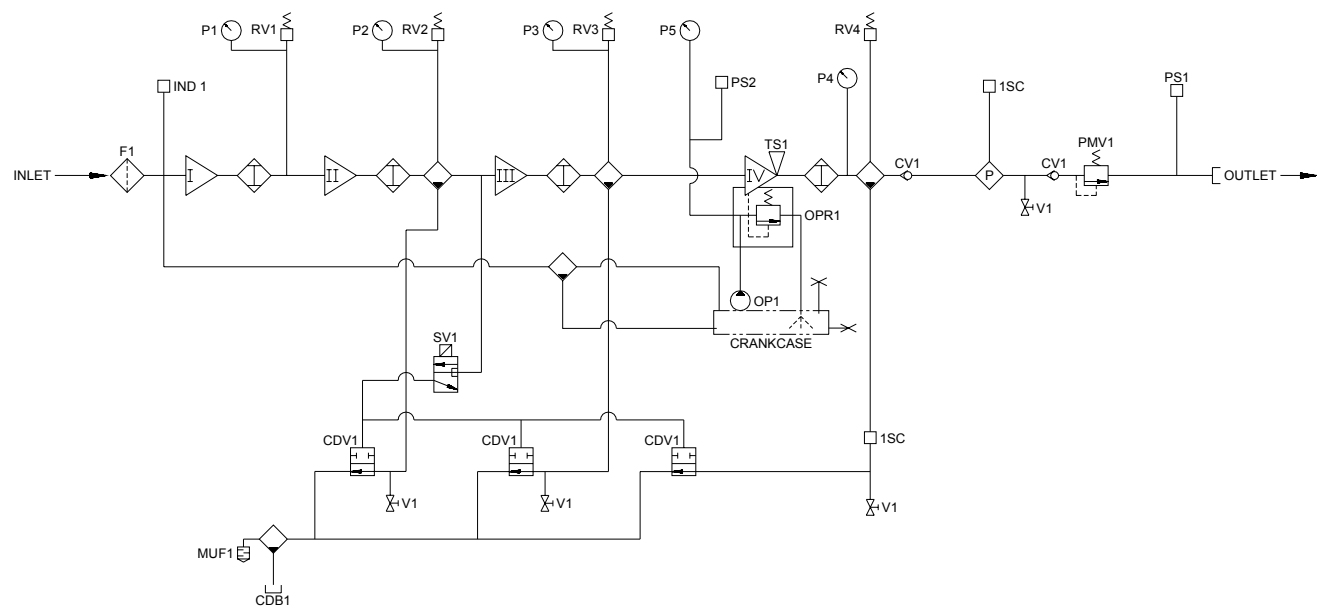 P1
RV1
P2
RV2
P3
RV3
P5
RV4
IND 1
PS2
P4
1SC
PS1
F1
TS1
PMV1
INLET
I
II
III
IV
CV1
P
CV1
OUTLET
V1
OPR1
OP1
CRANKCASE
SV1
CDV1
CDV1
CDV1
1SC
V1
V1
V1
MUF1
CDB1